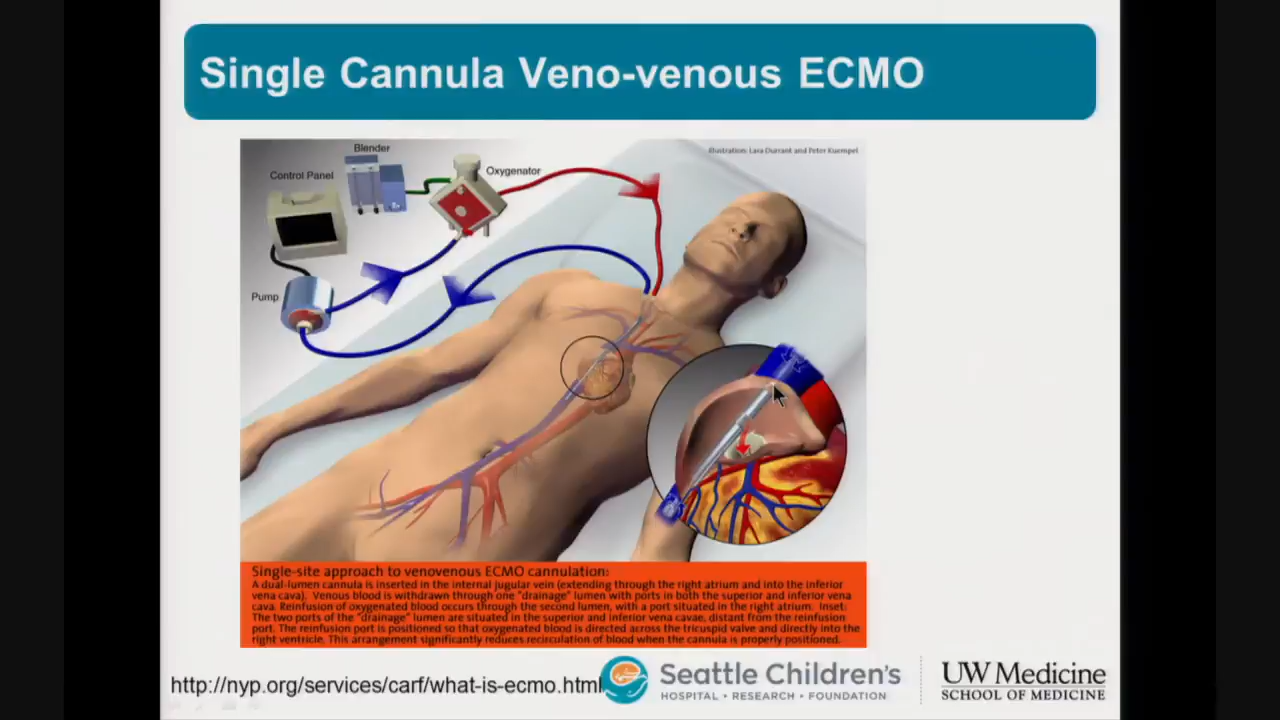 Single Cannula Veno-venous ECMO
Illustration: Lara Durrant and Peter Kuempel
Blender
Control Panel
Oxygenator
Pump
Single-site approach to venovenous ECMO cannulation:
A dual-lumen cannula is inserted in the internal jugular vein (extending through the right atrium and into the inferior
vena cava). Venous blood is withdrawn through one "drainage" lumen with ports in both the superior and inferior vena
cava. Reinfusion of oxygenated blood occurs through the second lumen, with a port situated in the right atrium. Inset:
The two ports of the "drainage" lumen are situated in the superior and inferior vena cavae, distant from the reinfusion
port. The reinfusion port is positioned so that oxygenated blood is directed across the tricuspid valve and directly into the
right ventricle. This arrangement significantly reduces recirculation of blood when the cannula is properly positioned.
http://nyp.org/services/carf/what-is-ecmo.html
Seattle Children's
HOSPITAL • RESEARCH • FOUNDATION
UW Medicine
SCHOOL OF MEDICINE